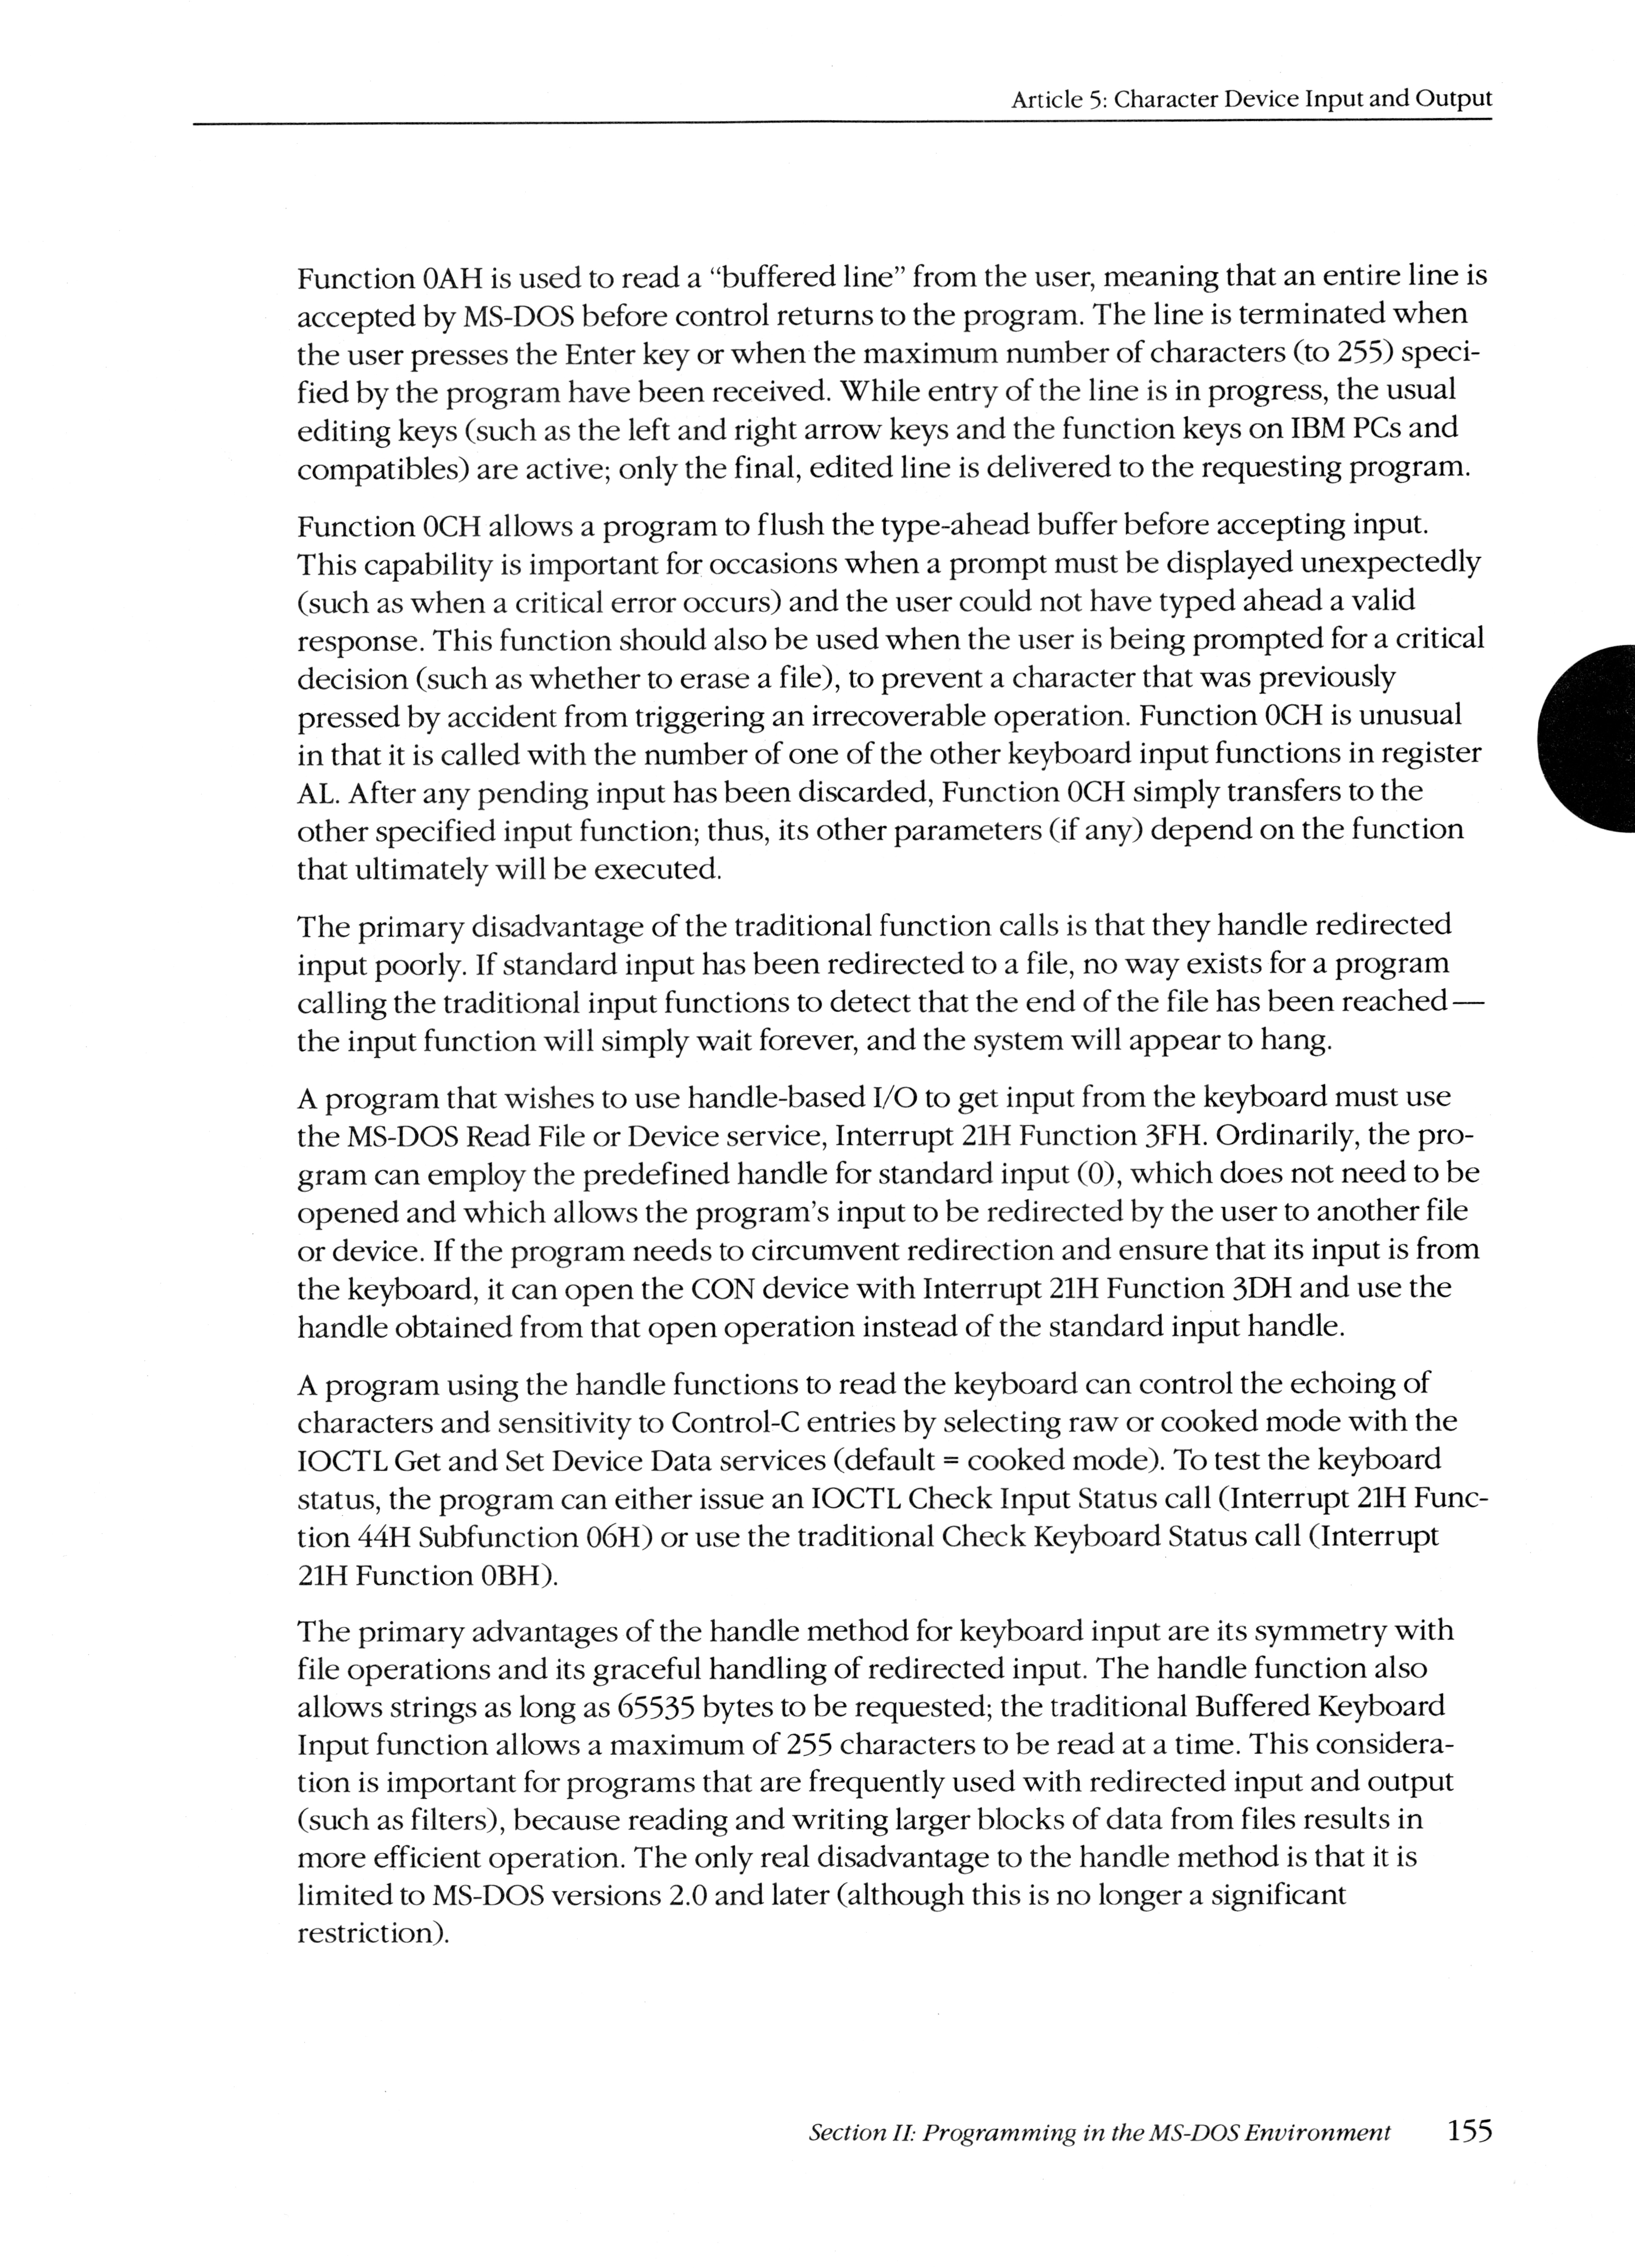 Article 5: Character Device Input and Output
Function 0AH is used to read a “buffered line” from the user, meaning that an entire line is
accepted by MS-DOS before control returns to the program. The line is terminated when
the user presses the Enter key or when the maximum number of characters (to 255) speci-
fied by the program have been received. While entry of the line is in progress, the usual
editing keys (such as the left and right arrow keys and the function keys on IBM PCs and
compatibles) are active; only the final, edited line is delivered to the requesting program.
Function 0CH allows a program to flush the type-ahead buffer before accepting input.
This capability is important for occasions when a prompt must be displayed unexpectedly
(such as when a critical error occurs) and the user could not have typed ahead a valid
response. This function should also be used when the user is being prompted for a critical
decision (such as whether to erase a file), to prevent a character that was previously
pressed by accident from triggering an irrecoverable operation. Function 0CH is unusual
in that it is called with the number of one of the other keyboard input functions in register
AL. After any pending input has been discarded, Function 0CH simply transfers to the
other specified input function; thus, its other parameters (if any) depend on the function
that ultimately will be executed.
The primary disadvantage of the traditional function calls is that they handle redirected
input poorly. If standard input has been redirected to a file, no way exists for a program
calling the traditional input functions to detect that the end of the file has been reached —
the input function will simply wait forever, and the system will appear to hang.
A program that wishes to use handle-based I/O to get input from the keyboard must use
the MS-DOS Read File or Device service, Interrupt 21H Function 3FH. Ordinarily, the pro-
gram can employ the predefined handle for standard input (0), which does not need to be
opened and which allows the program’s input to be redirected by the user to another file
or device. If the program needs to circumvent redirection and ensure that its input is from
the keyboard, it can open the CON device with Interrupt 21H Function 3DH and use the
handle obtained from that open operation instead of the standard input handle.
A program using the handle functions to read the keyboard can control the echoing of
characters and sensitivity to Control-C entries by selecting raw or cooked mode with the
IOCTL Get and Set Device Data services (default = cooked mode). To test the keyboard
status, the program can either issue an IOCTL Check Input Status call (Interrupt 21H Func-
tion 44H Subfunction 06H) or use the traditional Check Keyboard Status call (Interrupt
21H Function 0BH).
The primary advantages of the handle method for keyboard input are its symmetry with
file operations and its graceful handling of redirected input. The handle function also
allows strings as long as 65535 bytes to be requested; the traditional Buffered Keyboard
Input function allows a maximum of 255 characters to be read at a time. This considera-
tion is important for programs that are frequently used with redirected input and output
(such as filters), because reading and writing larger blocks of data from files results in
more efficient operation. The only real disadvantage to the handle method is that it is
limited to MS-DOS versions 2.0 and later (although this is no longer a significant
restriction).
Section II: Programming in the MS-DOS Environment 155